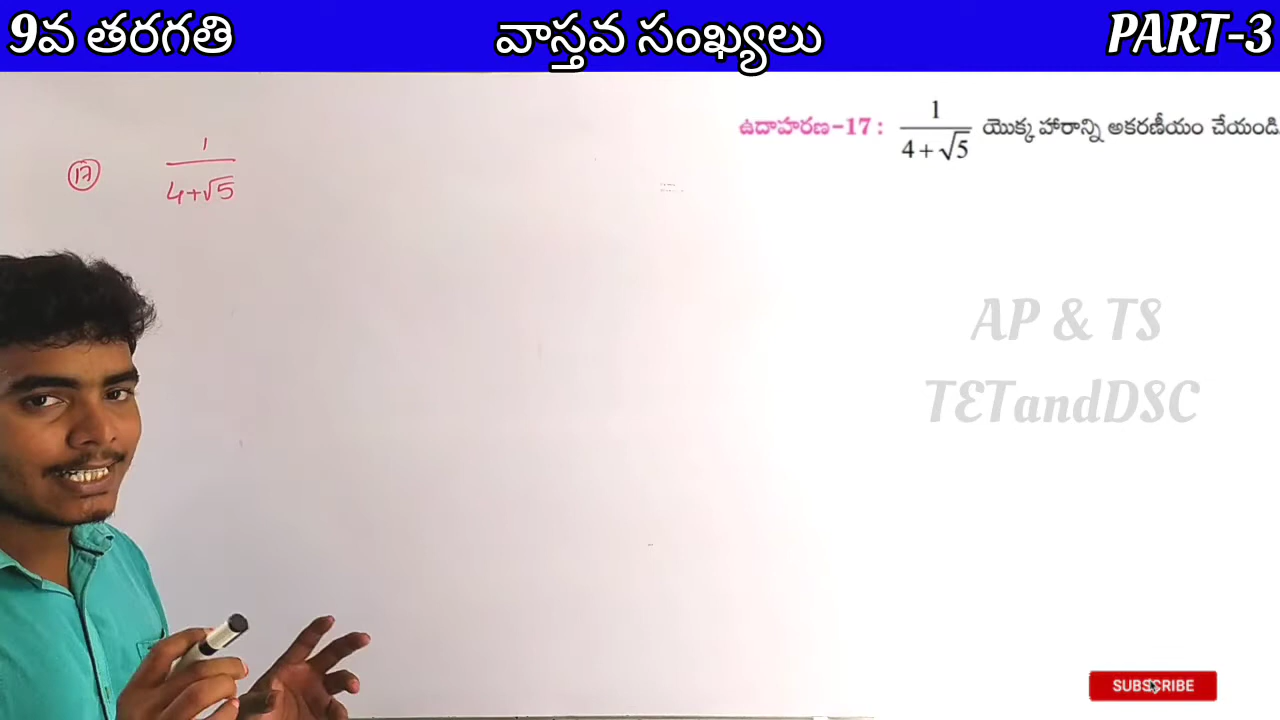 9వ తరగతి వాస్తవ సంఖ్యలు PART-3
ఉదాహరణ-17 : 1/(4+√5) యొక్క హారాన్ని అకరణీయం చేయండి.
17 1/(4+√5)
AP & TS
TETandDSC
SUBSCRIBE